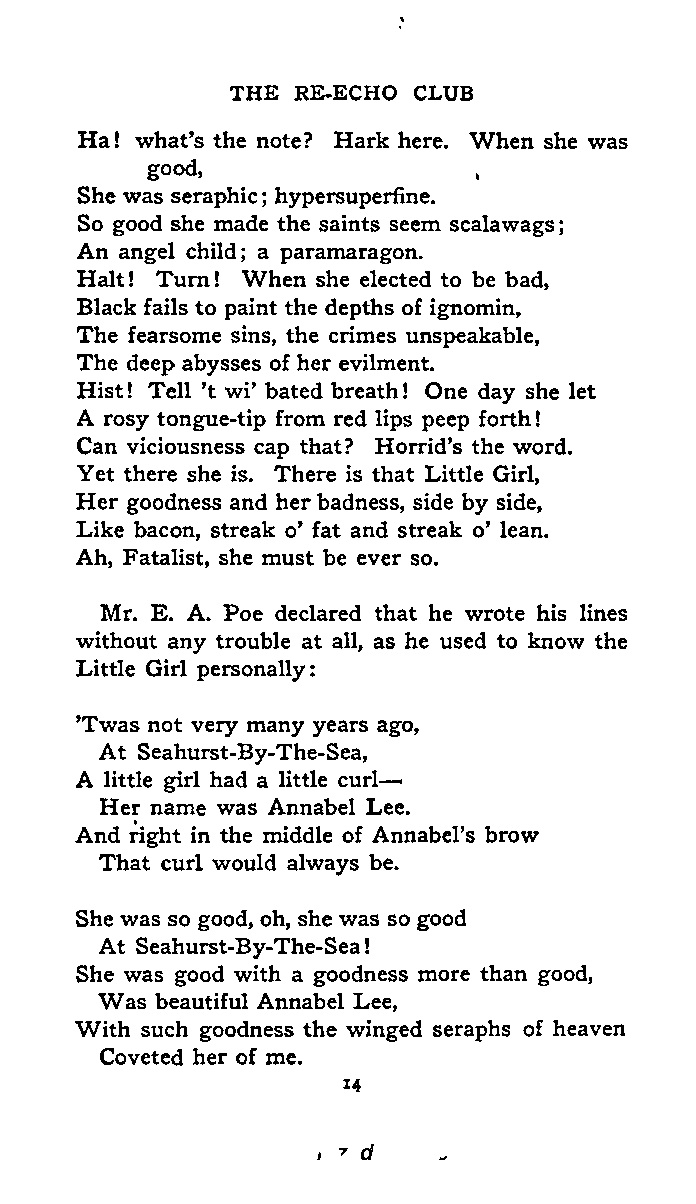 THE RE-ECHO CLUB
Ha! what's the note? Hark here. When she was
good,
She was seraphic; hypersuperfine.
So good she made the saints seem scalawags;
An angel child; a paramaragon.
Halt! Turn! When she elected to be bad,
Black fails to paint the depths of ignomin,
The fearsome sins, the crimes unspeakable,
The deep abysses of her evilment.
Hist! Tell 't wi' bated breath! One day she let
A rosy tongue-tip from red lips peep forth!
Can viciousness cap that? Horrid's the word.
Yet there she is. There is that Little Girl,
Her goodness and her badness, side by side,
Like bacon, streak o' fat and streak o' lean.
Ah, Fatalist, she must be ever so.
Mr. E. A. Poe declared that he wrote his lines
without any trouble at all, as he used to know the
Little Girl personally:
'Twas not very many years ago,
At Seahurst-By-The-Sea,
A little girl had a little curl—
Her name was Annabel Lee.
And right in the middle of Annabel's brow
That curl would always be.
She was so good, oh, she was so good
At Seahurst-By-The-Sea!
She was good with a goodness more than good,
Was beautiful Annabel Lee,
With such goodness the winged seraphs of heaven
Coveted her of me.
14